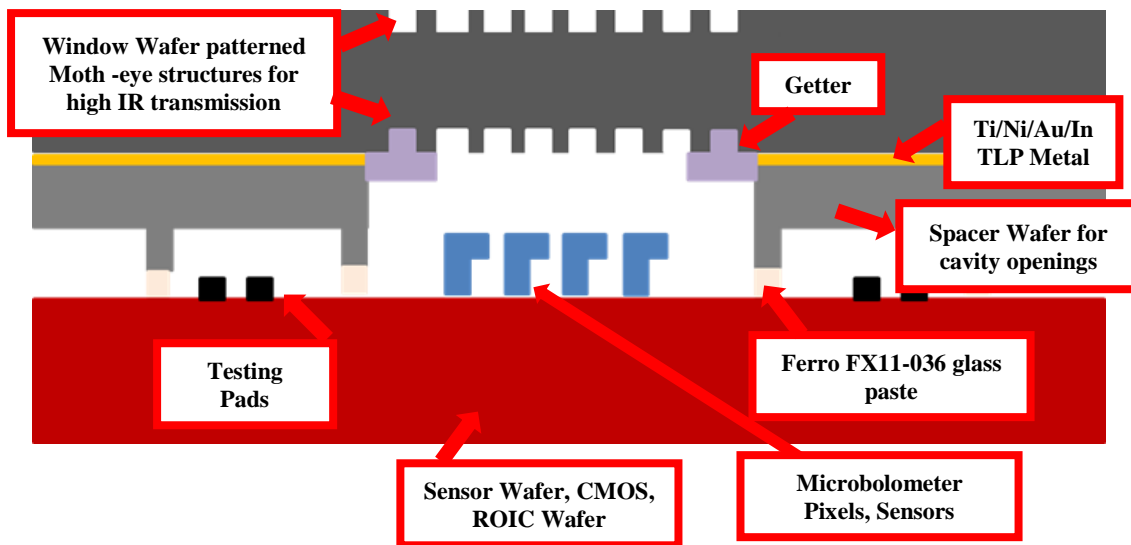 Window Wafer patterned
Moth -eye structures for
high IR transmission
Getter
Ti/Ni/Au/In
TLP Metal
Spacer Wafer for
cavity openings
Testing
Pads
Ferro FX11-036 glass
paste
Sensor Wafer, CMOS,
ROIC Wafer
Microbolometer
Pixels, Sensors